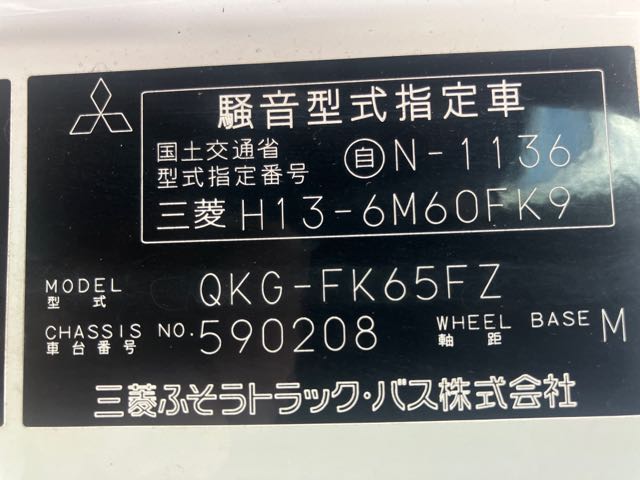 騒音型式指定車
国土交通省
型式指定番号 ㊂N-1136
三菱 H13-6M60FK9
MODEL
型式 QKG-FK65FZ
CHASSIS NO.
車台番号 590208
WHEEL BASE
軸距 M
三菱ふそうトラック・バス株式会社